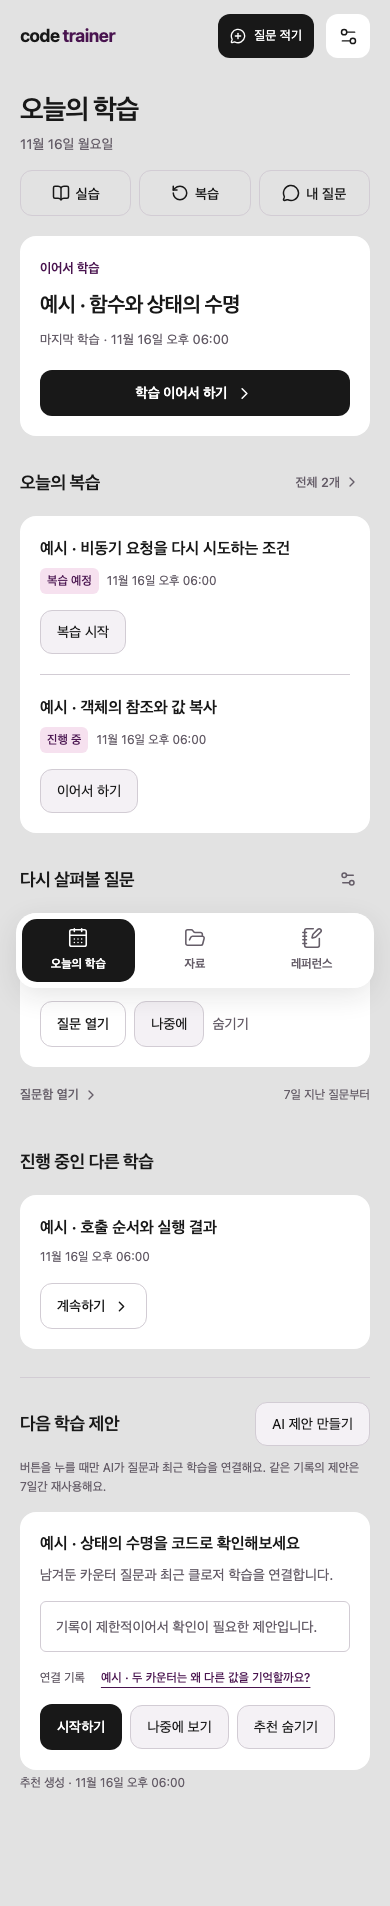 code trainer
질문 적기
오늘의 학습
11월 16일 월요일
실습
복습
내 질문
이어서 학습
예시 · 함수와 상태의 수명
마지막 학습 · 11월 16일 오후 06:00
학습 이어서 하기
오늘의 복습
전체 2개
예시 · 비동기 요청을 다시 시도하는 조건
복습 예정 11월 16일 오후 06:00
복습 시작
예시 · 객체의 참조와 값 복사
진행 중 11월 16일 오후 06:00
이어서 하기
다시 살펴볼 질문
오늘의 학습
자료
레퍼런스
질문 열기
나중에
숨기기
질문함 열기
7일 지난 질문부터
진행 중인 다른 학습
예시 · 호출 순서와 실행 결과
11월 16일 오후 06:00
계속하기
다음 학습 제안
AI 제안 만들기
버튼을 누를 때만 AI가 질문과 최근 학습을 연결해요. 같은 기록의 제안은
7일간 재사용해요.
예시 · 상태의 수명을 코드로 확인해보세요
남겨둔 카운터 질문과 최근 클로저 학습을 연결합니다.
기록이 제한적이어서 확인이 필요한 제안입니다.
연결 기록 예시 · 두 카운터는 왜 다른 값을 기억할까요?
시작하기
나중에 보기
추천 숨기기
추천 생성 · 11월 16일 오후 06:00